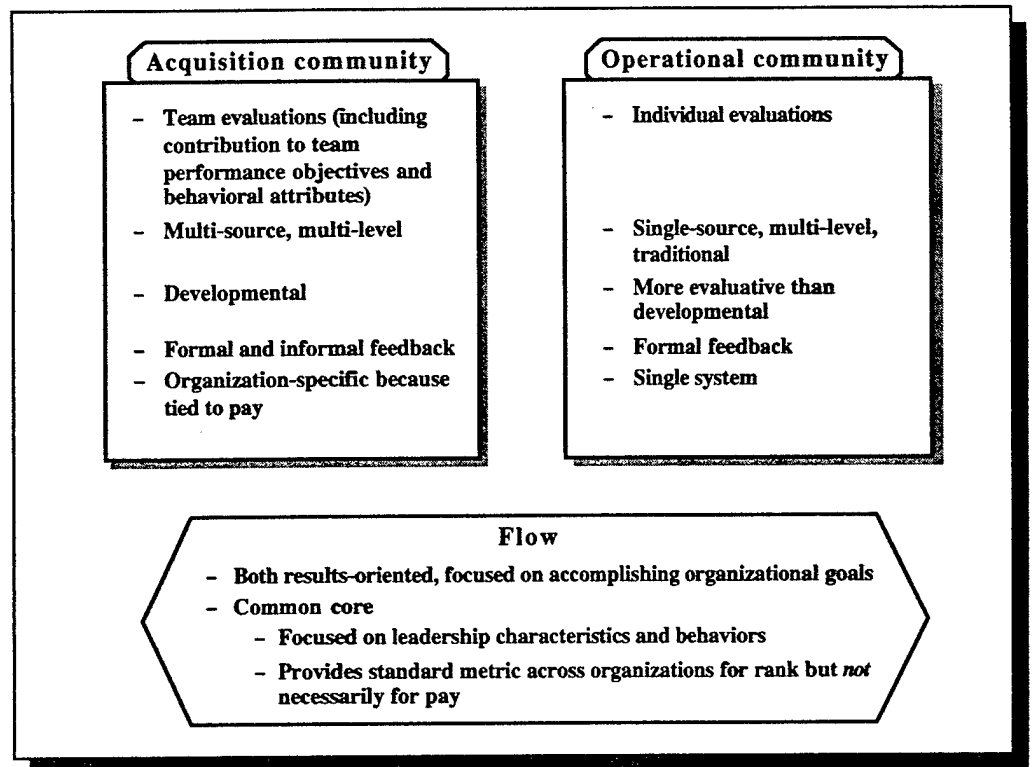 Acquisition community
– Team evaluations (including
contribution to team
performance objectives and
behavioral attributes)
– Multi-source, multi-level
– Developmental
– Formal and informal feedback
– Organization-specific because
tied to pay
Operational community
– Individual evaluations
– Single-source, multi-level,
traditional
– More evaluative than
developmental
– Formal feedback
– Single system
Flow
– Both results-oriented, focused on accomplishing organizational goals
– Common core
– Focused on leadership characteristics and behaviors
– Provides standard metric across organizations for rank but not
necessarily for pay